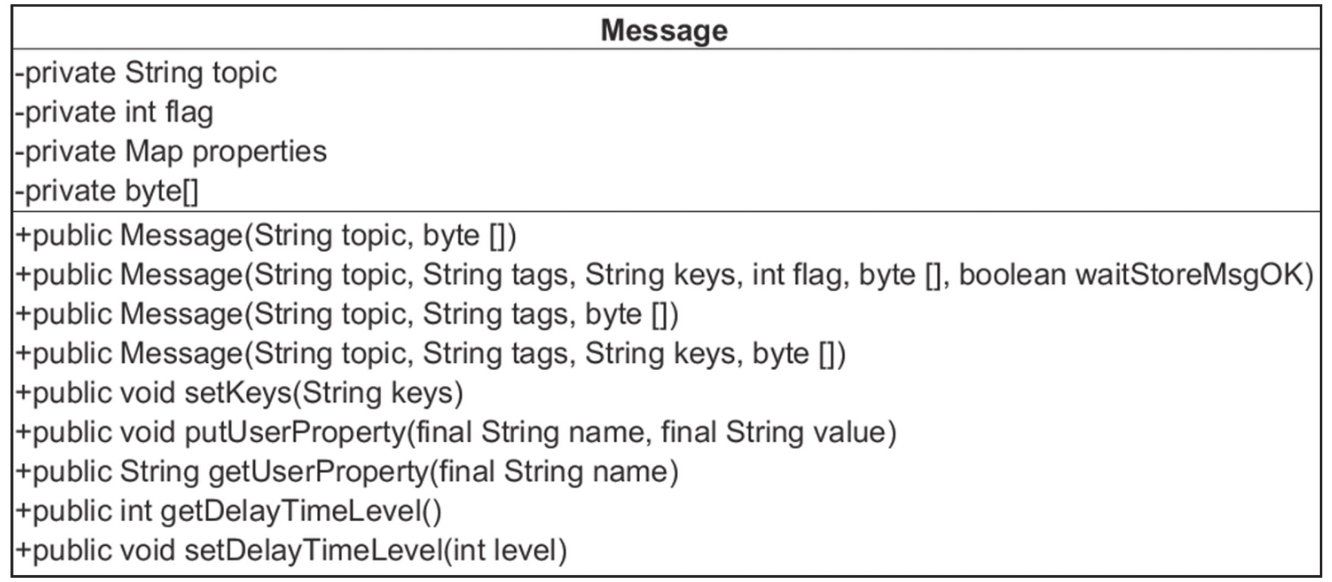 Message
-private String topic
-private int flag
-private Map properties
-private byte[]
+public Message(String topic, byte [])
+public Message(String topic, String tags, String keys, int flag, byte [], boolean waitStoreMsgOK)
+public Message(String topic, String tags, byte [])
+public Message(String topic, String tags, String keys, byte [])
+public void setKeys(String keys)
+public void putUserProperty(final String name, final String value)
+public String getUserProperty(final String name)
+public int getDelayTimeLevel()
+public void setDelayTimeLevel(int level)